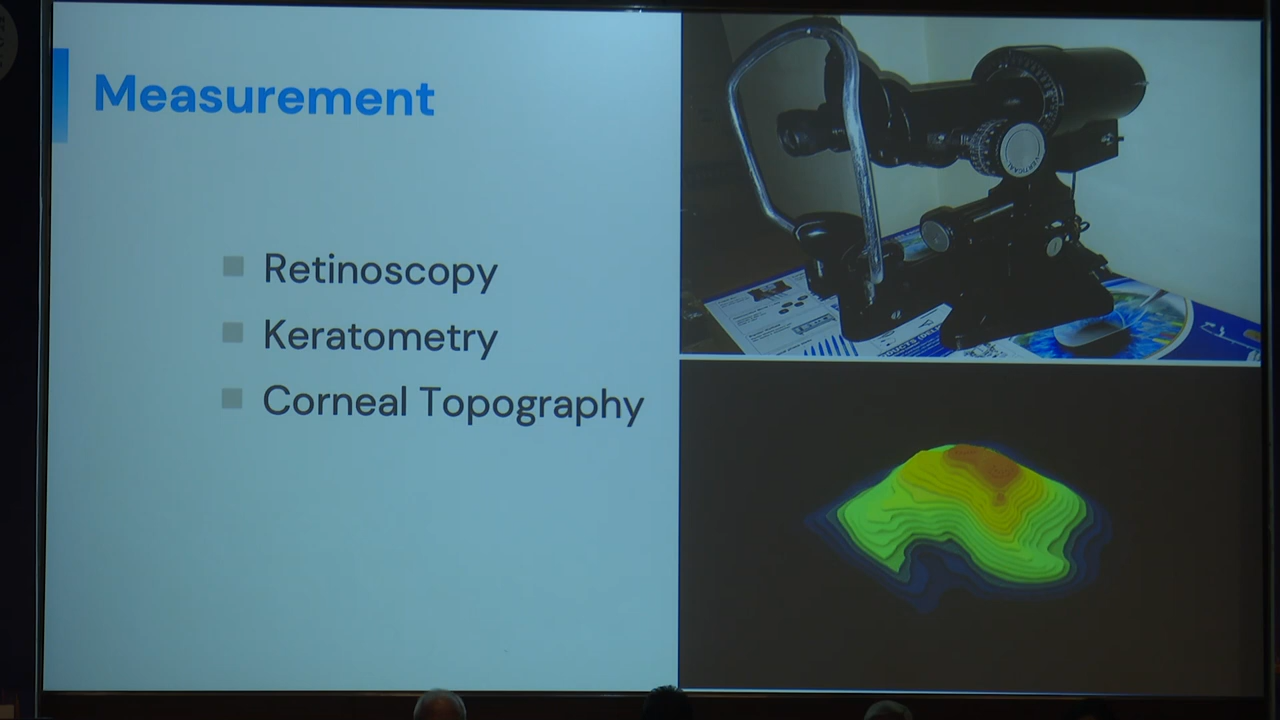 Measurement
Retinoscopy
Keratometry
Corneal Topography